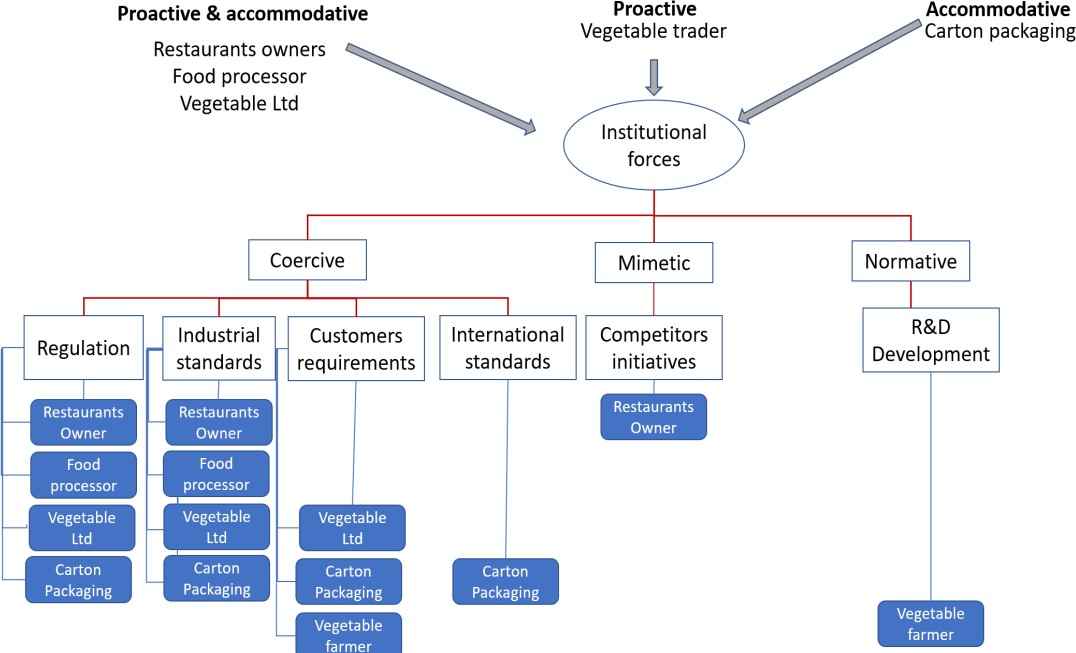 Proactive & accommodative
Restaurants owners
Food processor
Vegetable Ltd
Proactive
Vegetable trader
Accommodative
Carton packaging
Institutional
forces
Coercive
Mimetic
Normative
Regulation
Industrial
standards
Customers
requirements
International
standards
Competitors
initiatives
R&D
Development
Restaurants
Owner
Food
processor
Vegetable
Ltd
Carton
Packaging
Restaurants
Owner
Food
processor
Vegetable
Ltd
Carton
Packaging
Vegetable
Ltd
Carton
Packaging
Vegetable
farmer
Carton
Packaging
Restaurants
Owner
Vegetable
farmer